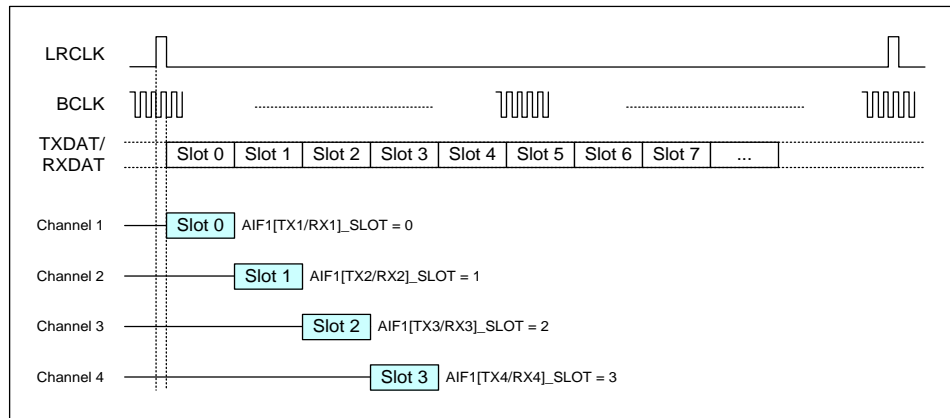 LRCLK
BCLK
TXDAT/
RXDAT
Slot 0 Slot 1 Slot 2 Slot 3 Slot 4 Slot 5 Slot 6 Slot 7 ...
Channel 1 Slot 0 AIF1[TX1/RX1]_SLOT = 0
Channel 2 Slot 1 AIF1[TX2/RX2]_SLOT = 1
Channel 3 Slot 2 AIF1[TX3/RX3]_SLOT = 2
Channel 4 Slot 3 AIF1[TX4/RX4]_SLOT = 3